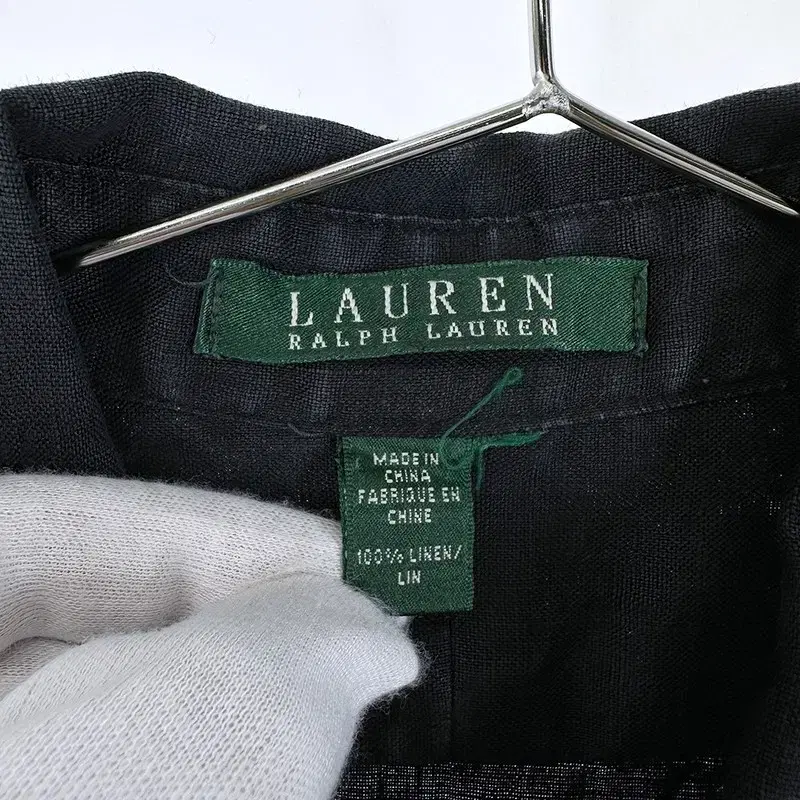 LAUREN
RALPH LAUREN
MADE IN
CHINA
FABRIQUE EN
CHINE
100% LINEN/
LIN